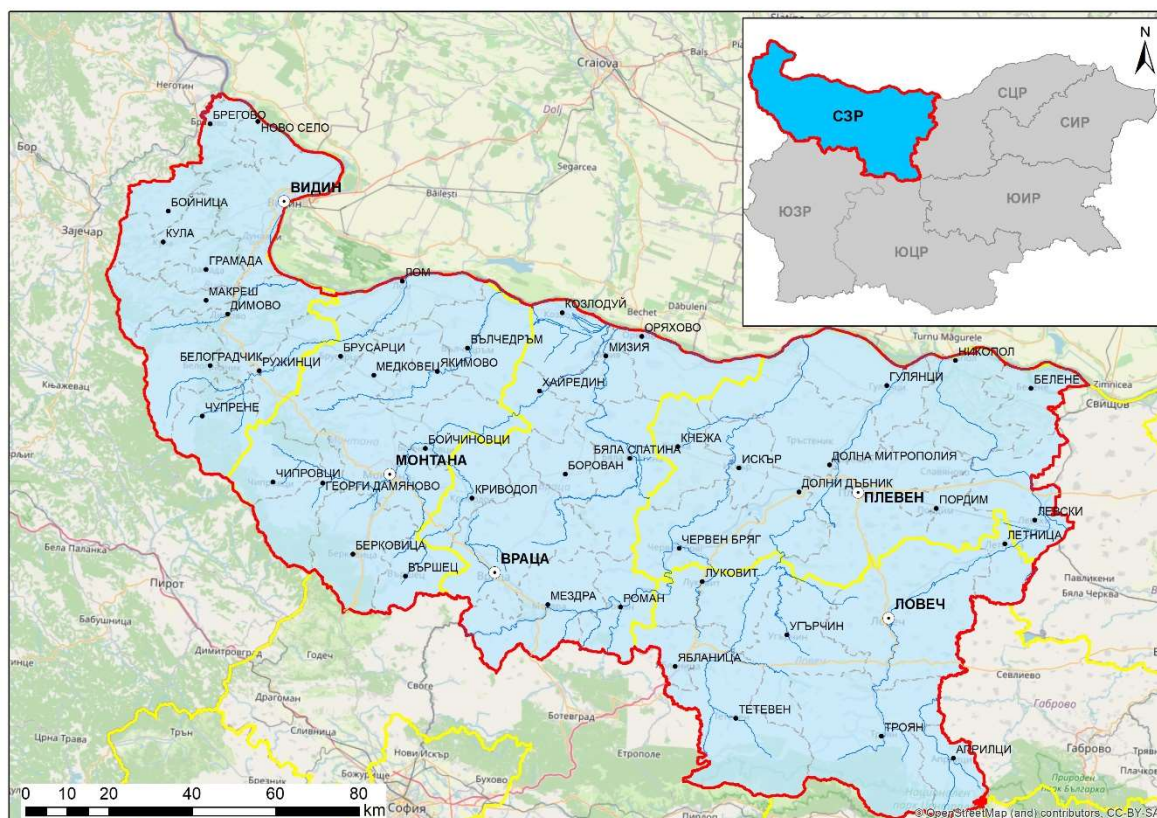 Craiova
Dolj
Segarcea
Băilești
Bechet
Dăbuleni
Turnu Măgurele
Zimnicea
N
СЗР
СЦР
СИР
ЮЗР
ЮЦР
ЮИР
Неготин
Бор
Зајечар
БРЕГОВО
НОВО СЕЛО
ВИДИН
БОЙНИЦА
КУЛА
ГРАМАДА
МАКРЕШ
ДИМОВО
ЛОМ
КОЗЛОДУЙ
ОРЯХОВО
НИКОПОЛ
БЕЛОГРАДЧИК
РУЖИНЦИ
БРУСАРЦИ
ВЪЛЧЕДРЪМ
МЕДКОВЕЦ
ЯКИМОВО
МИЗИЯ
ХАЙРЕДИН
ГУЛЯНЦИ
БЕЛЕНЕ
Свищов
Књажевац
ЧУПРЕНЕ
БОЙЧИНОВЦИ
МОНТАНА
ЧИПРОВЦИ
ГЕОРГИ ДАМЯНОВО
КРИВОДОЛ
БОРОВАН
БЯЛА СЛАТИНА
КНЕЖА
ИСКЪР
ДОЛНА МИТРОПОЛИЯ
ДОЛНИ ДЪБНИК
ПЛЕВЕН
ПОРДИМ
ЛЕВСКИ
ЛЕТНИЦА
Бела Паланка
Пирот
БЕРКОВИЦА
ВЪРШЕЦ
ВРАЦА
МЕЗДРА
РОМАН
ЧЕРВЕН БРЯГ
ЛУКОВИТ
УГЪРЧИН
ЛОВЕЧ
ЯБЛАНИЦА
ТЕТЕВЕН
ТРОЯН
АПРИЛЦИ
Павликени
Бяла Черква
Севлиево
Габрово
Габрово
Бабушница
Димитровград
Годеч
Своге
Драгоман
Сливница
Ботевград
Етрополе
Црна Трава
Трън
Брезник
Божурище
Нови Искър
Бухово
София
0 10 20 40 60 80
km
© OpenStreetMap (and) contributors, CC-BY-SA